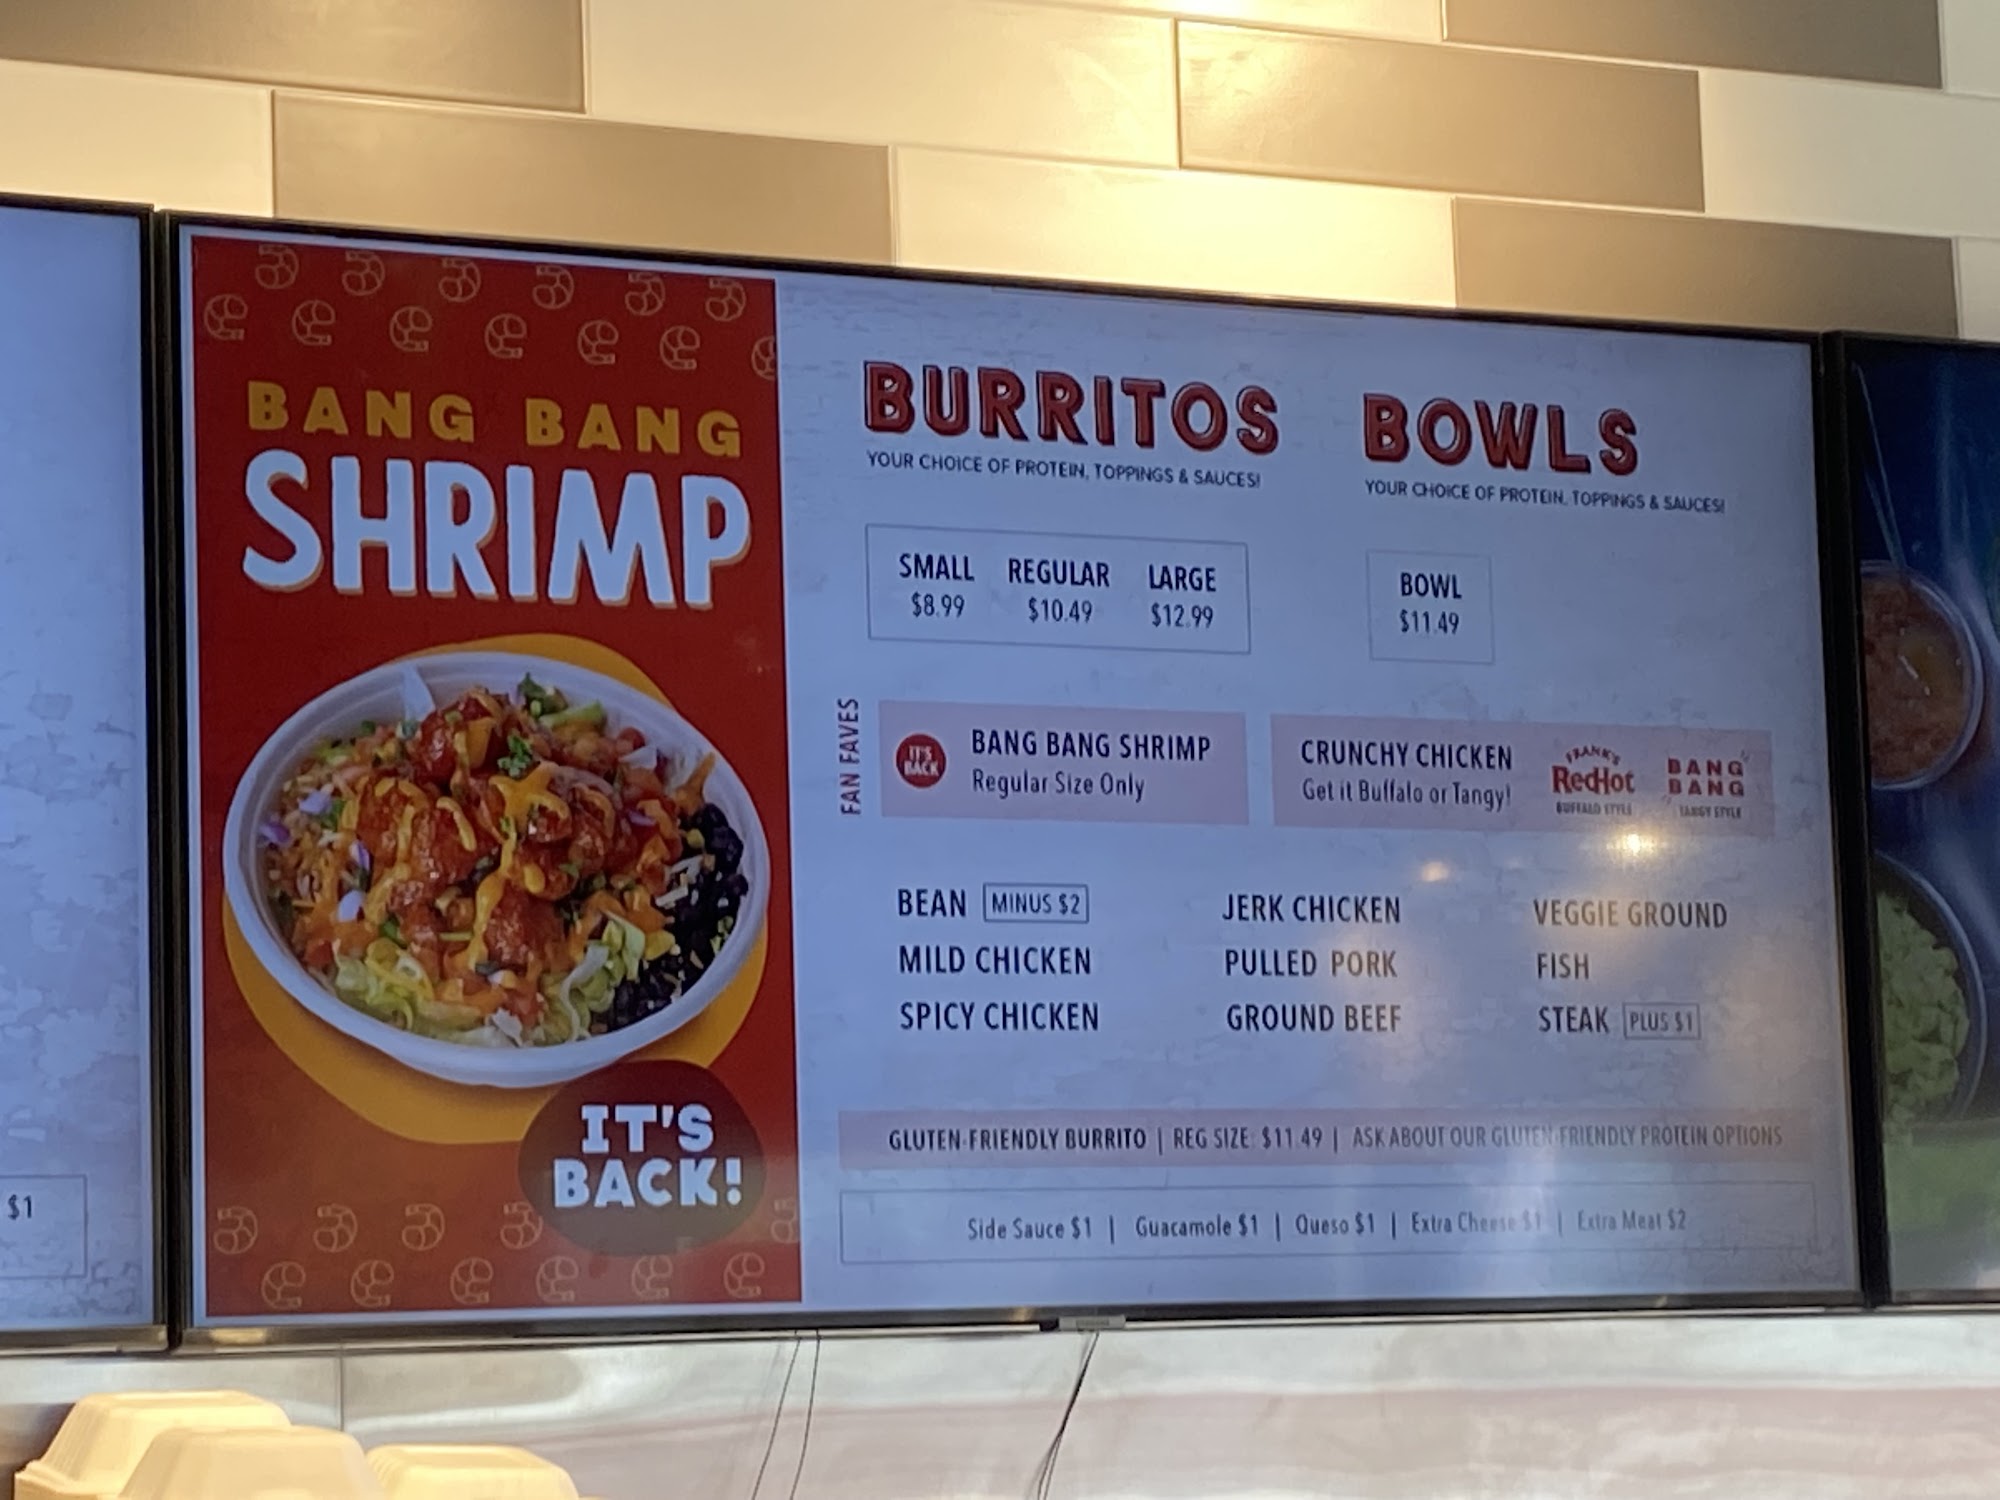 BANG BANG
SHRIMP
IT'S
BACK!
$1
BURRITOS
YOUR CHOICE OF PROTEIN, TOPPINGS & SAUCES!
SMALL REGULAR LARGE
$8.99 $10.49 $12.99
BOWLS
YOUR CHOICE OF PROTEIN, TOPPINGS & SAUCES!
BOWL
$11.49
FAN FAVES
IT'S
BACK
BANG BANG SHRIMP
Regular Size Only
CRUNCHY CHICKEN
Get it Buffalo or Tangy!
FRANK'S
RedHot
BUFFALO STYLE
BANG
BANG
TANGY STYLE
BEAN MINUS $2
MILD CHICKEN
SPICY CHICKEN
JERK CHICKEN
PULLED PORK
GROUND BEEF
VEGGIE GROUND
FISH
STEAK PLUS $1
GLUTEN-FRIENDLY BURRITO | REG SIZE: $11.49 | ASK ABOUT OUR GLUTEN-FRIENDLY PROTEIN OPTIONS
Side Sauce $1 | Guacamole $1 | Queso $1 | Extra Cheese $1 | Extra Meat $2